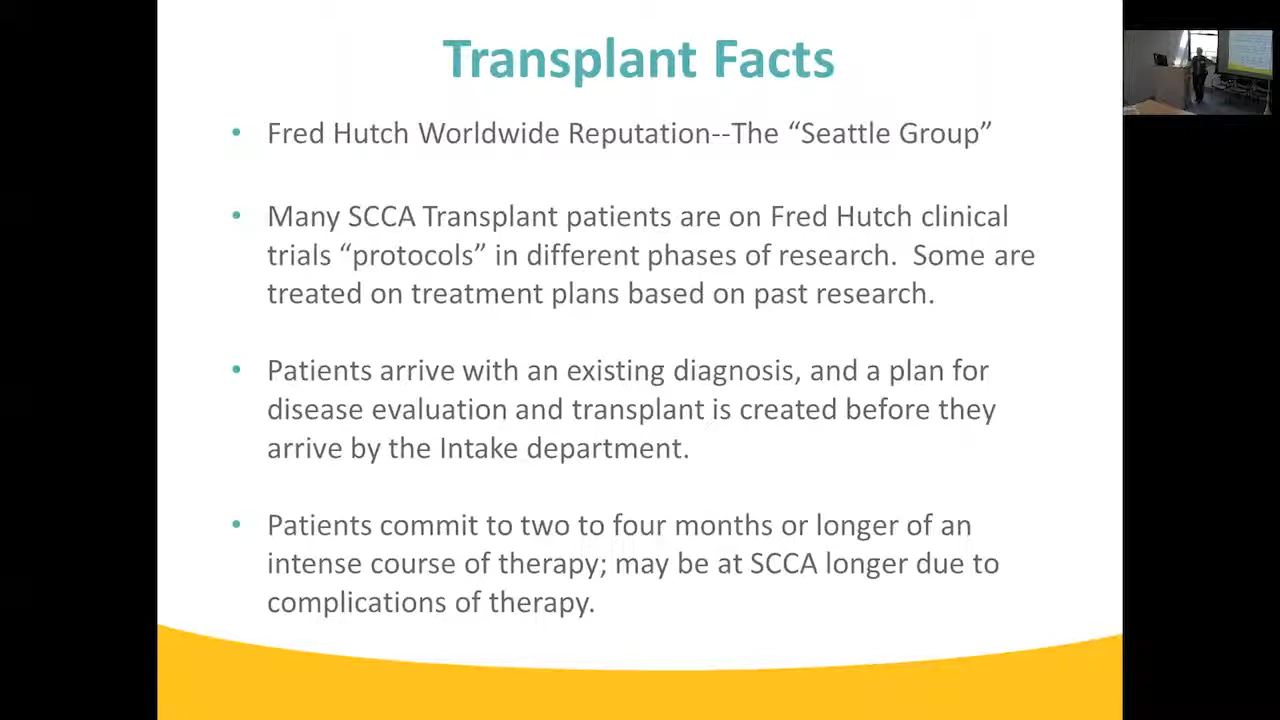 Transplant Facts
• Fred Hutch Worldwide Reputation--The “Seattle Group”
• Many SCCA Transplant patients are on Fred Hutch clinical
trials “protocols” in different phases of research.  Some are
treated on treatment plans based on past research.
• Patients arrive with an existing diagnosis, and a plan for
disease evaluation and transplant is created before they
arrive by the Intake department.
• Patients commit to two to four months or longer of an
intense course of therapy; may be at SCCA longer due to
complications of therapy.